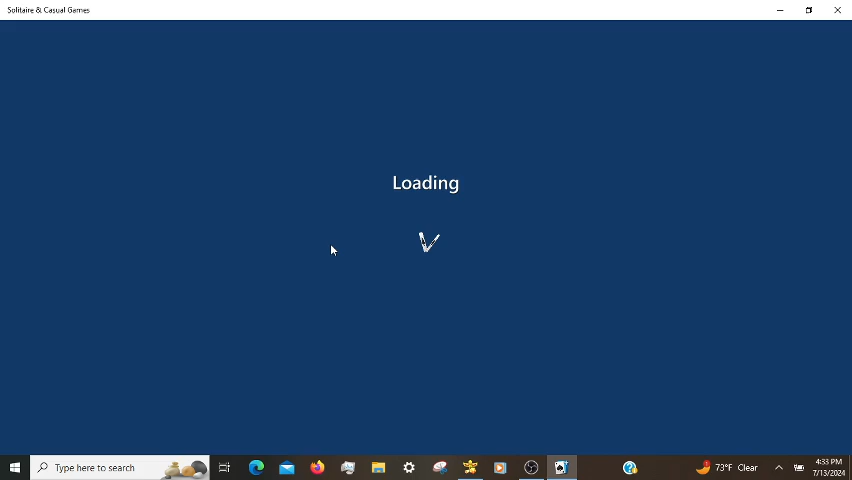 Solitaire & Casual Games
Loading
Type here to search
73°F Clear
4:33 PM
7/13/2024